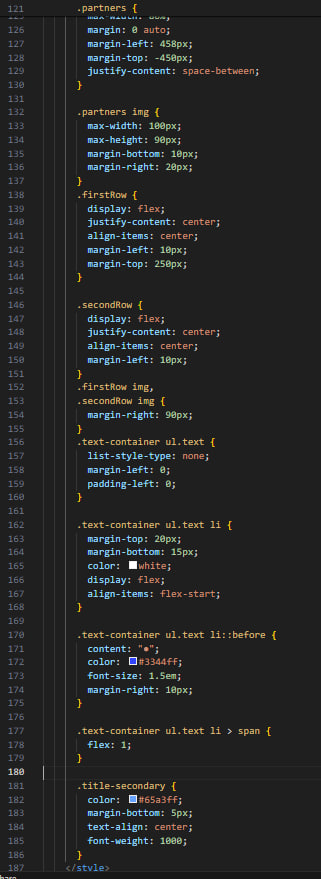 121 .partners {
125 max-width: 80%;
126 margin: 0 auto;
127 margin-left: 458px;
128 margin-top: -450px;
129 justify-content: space-between;
130 }
131
132 .partners img {
133 max-width: 100px;
134 max-height: 90px;
135 margin-bottom: 10px;
136 margin-right: 20px;
137 }
138 .firstRow {
139 display: flex;
140 justify-content: center;
141 align-items: center;
142 margin-left: 10px;
143 margin-top: 250px;
144 }
145
146 .secondRow {
147 display: flex;
148 justify-content: center;
149 align-items: center;
150 margin-left: 10px;
151 }
152 .firstRow img,
153 .secondRow img {
154 margin-right: 90px;
155 }
156 .text-container ul.text {
157 list-style-type: none;
158 margin-left: 0;
159 padding-left: 0;
160 }
161
162 .text-container ul.text li {
163 margin-top: 20px;
164 margin-bottom: 15px;
165 color: white;
166 display: flex;
167 align-items: flex-start;
168 }
169
170 .text-container ul.text li::before {
171 content: "•";
172 color: #3344ff;
173 font-size: 1.5em;
174 margin-right: 10px;
175 }
176
177 .text-container ul.text li > span {
178 flex: 1;
179 }
180
181 .title-secondary {
182 color: #65a3ff;
183 margin-bottom: 5px;
184 text-align: center;
185 font-weight: 1000;
186 }
187 </style>